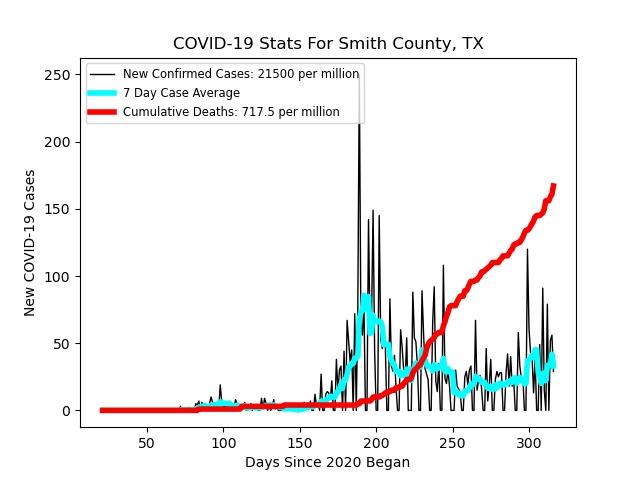 COVID-19 Stats For Smith County, TX
New Confirmed Cases: 21500 per million
7 Day Case Average
Cumulative Deaths: 717.5 per million
New COVID-19 Cases
250
200
150
100
50
0
50 100 150 200 250 300
Days Since 2020 Began